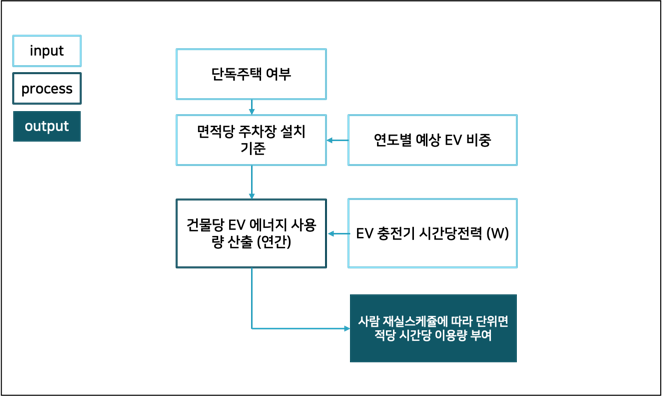 input
process
output
단독주택 여부
면적당 주차장 설치
기준
연도별 예상 EV 비중
건물당 EV 에너지 사용
량 산출 (연간)
EV 충전기 시간당전력 (W)
사람 재실스케쥴에 따라 단위면
적당 시간당 이용량 부여